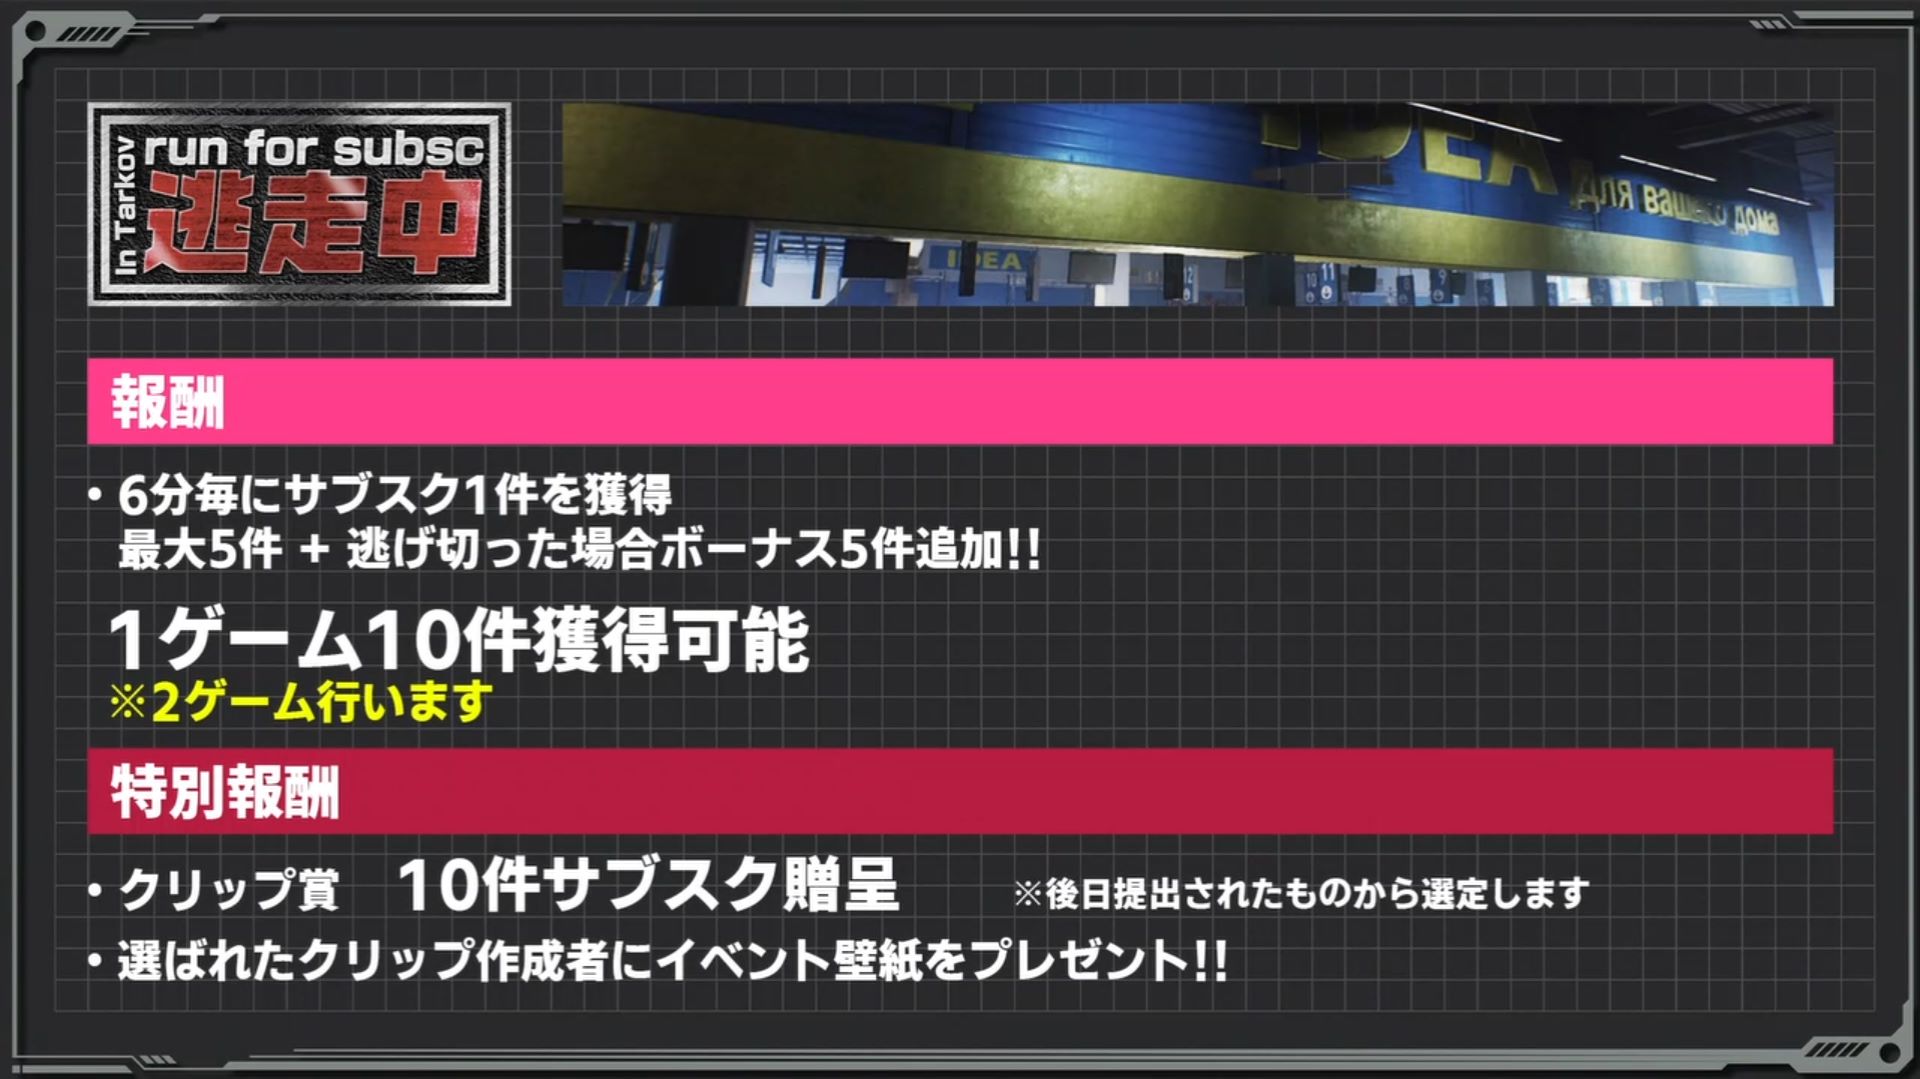 run for subsc
In Tarkov
逃走中
IDEA
для вашего дома
IDEA
12
10 11
9
報酬
・6分毎にサブスク1件を獲得
最大5件 + 逃げ切った場合ボーナス5件追加!!
1ゲーム10件獲得可能
※2ゲーム行います
特別報酬
・クリップ賞 10件サブスク贈呈 ※後日提出されたものから選定します
・選ばれたクリップ作成者にイベント壁紙をプレゼント!!